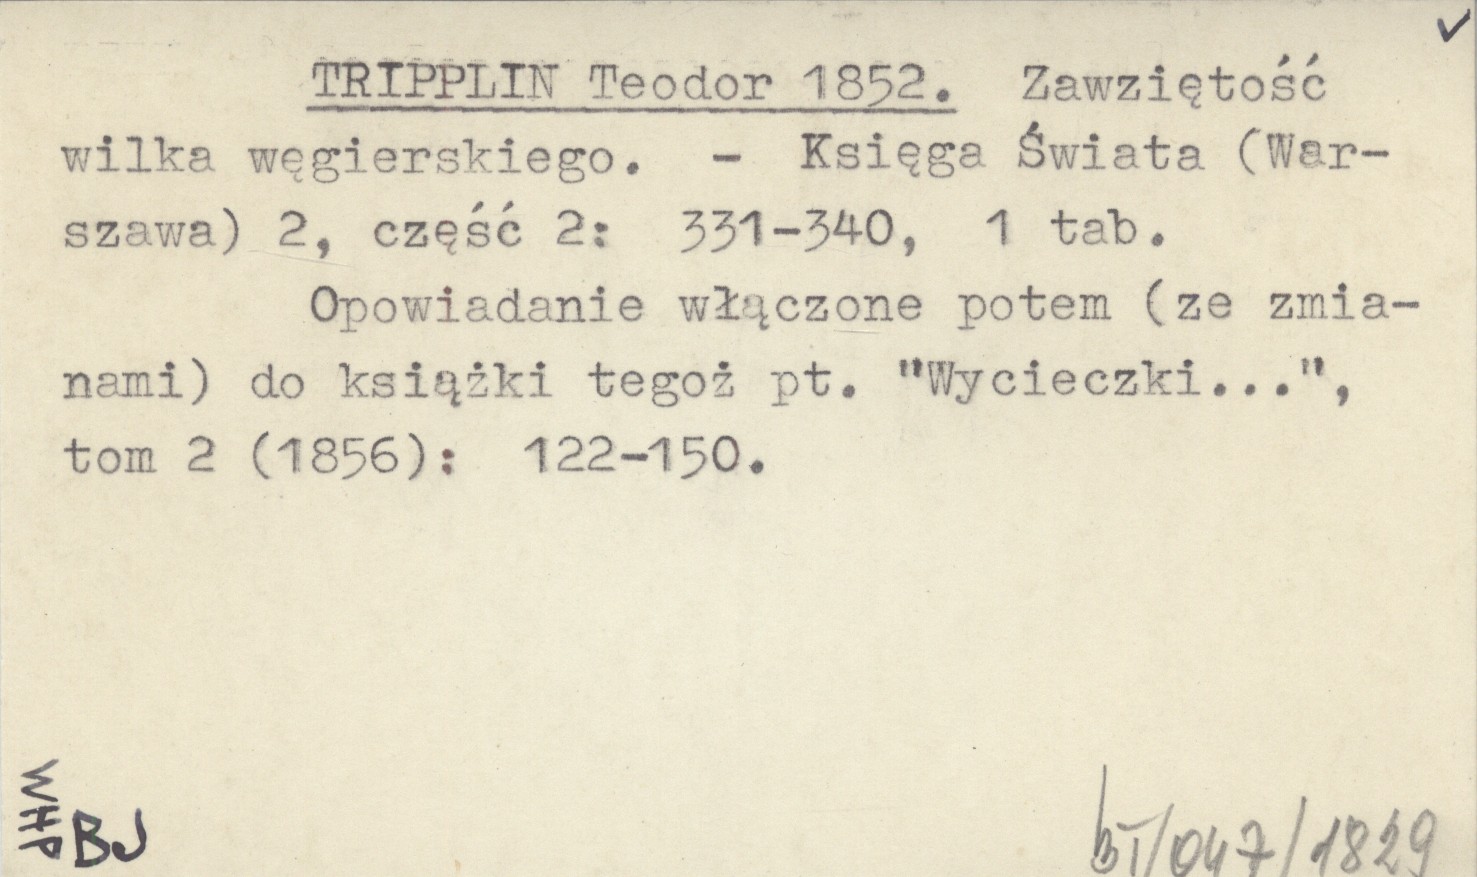 ✓
TRIPPLIN Teodor 1852. Zawziętość
wilka węgierskiego. - Księga Świata (War-
szawa) 2, część 2: 331-340, 1 tab.
Opowiadanie włączone potem (ze zmia-
nami) do książki tegoż pt. "Wycieczki...",
tom 2 (1856): 122-150.
WHP
BJ
/047/1829